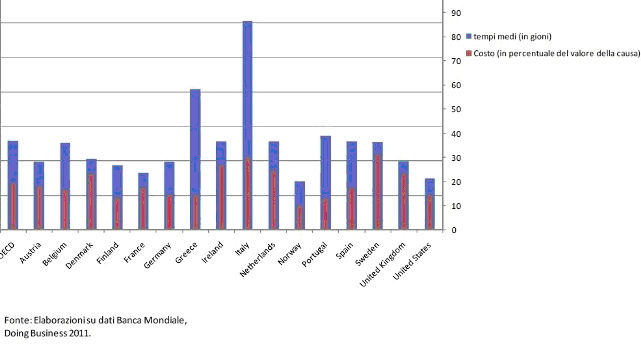 90
80
70
60
50
40
30
20
10
0
tempi medi (in gioni)
Costo (in percentuale del valore della causa)
OECD
Austria
Belgium
Denmark
Finland
France
Germany
Greece
Ireland
Italy
Netherlands
Norway
Portugal
Spain
Sweden
United Kingdom
United States
Fonte: Elaborazioni su dati Banca Mondiale,
Doing Business 2011.